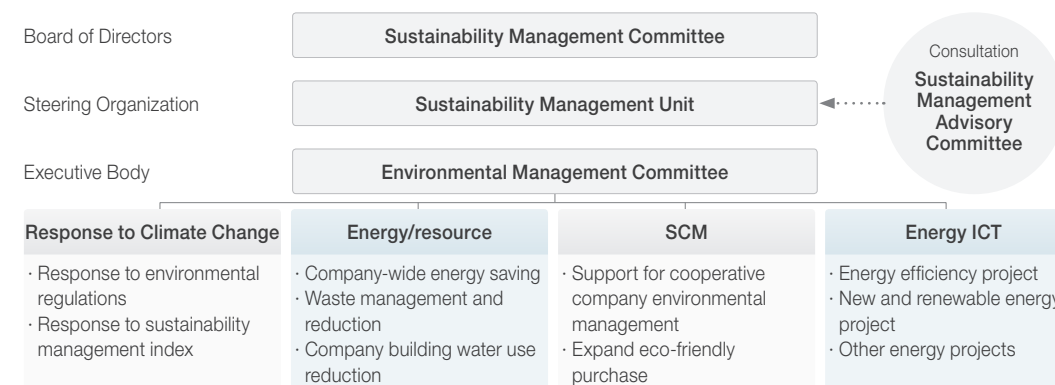 Board of Directors
Sustainability Management Committee
Steering Organization
Sustainability Management Unit
Consultation
Sustainability
Management
Advisory
Committee
Executive Body
Environmental Management Committee
Response to Climate Change
· Response to environmental
regulations
· Response to sustainability
management index
Energy/resource
· Company-wide energy saving
· Waste management and
reduction
· Company building water use
reduction
SCM
· Support for cooperative
company environmental
management
· Expand eco-friendly
purchase
Energy ICT
· Energy efficiency project
· New and renewable energy
project
· Other energy projects